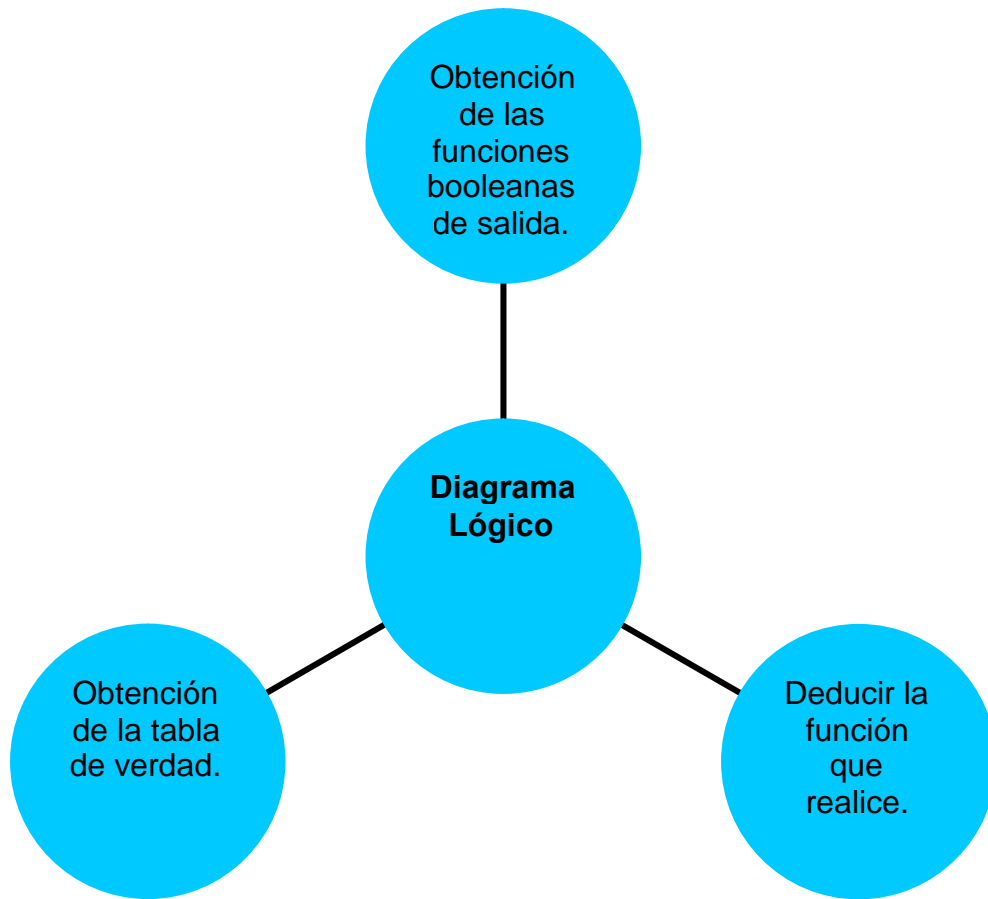 Obtención
de las
funciones
booleanas
de salida.
Diagrama
Lógico
Obtención
de la tabla
de verdad.
Deducir la
función
que
realice.